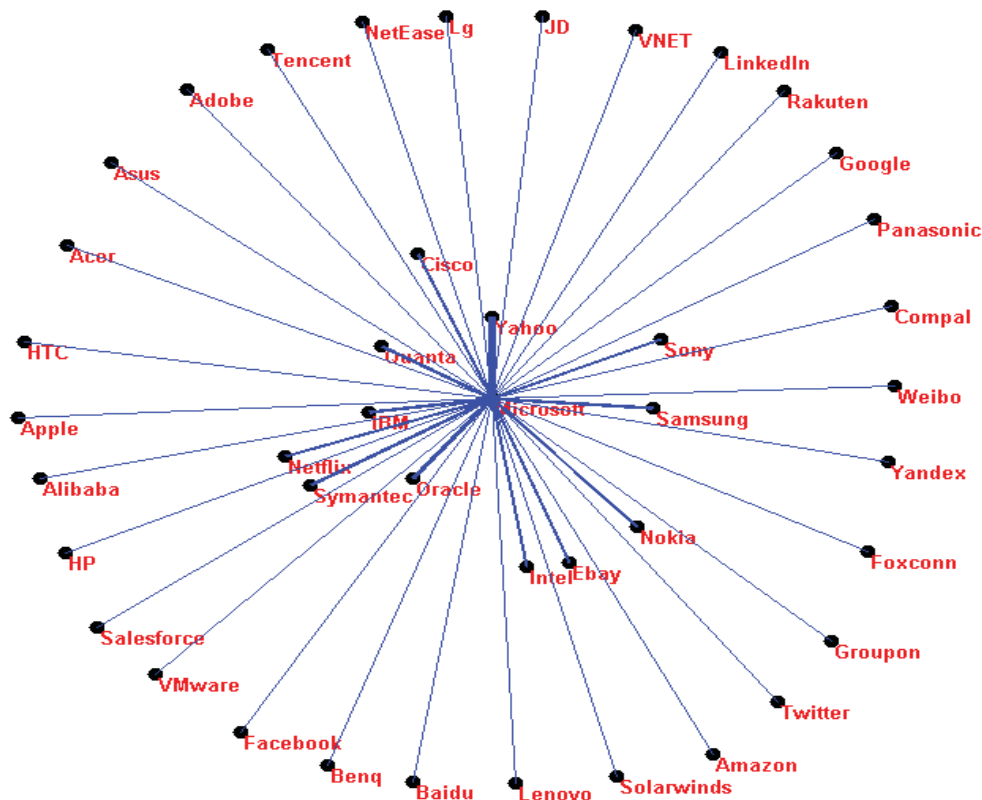 NetEase
Lg
JD
VNET
Tencent
LinkedIn
Adobe
Rakuten
Google
Asus
Panasonic
Acer
Cisco
Compal
Yahoo
Sony
HTC
Quanta
Weibo
Microsoft
Samsung
IBM
Apple
Netflix
Yandex
Alibaba
Symantec
Oracle
Nokia
HP
Foxconn
Intel
Ebay
Salesforce
Groupon
VMware
Twitter
Facebook
Amazon
Benq
Solarwinds
Baidu
Lenovo